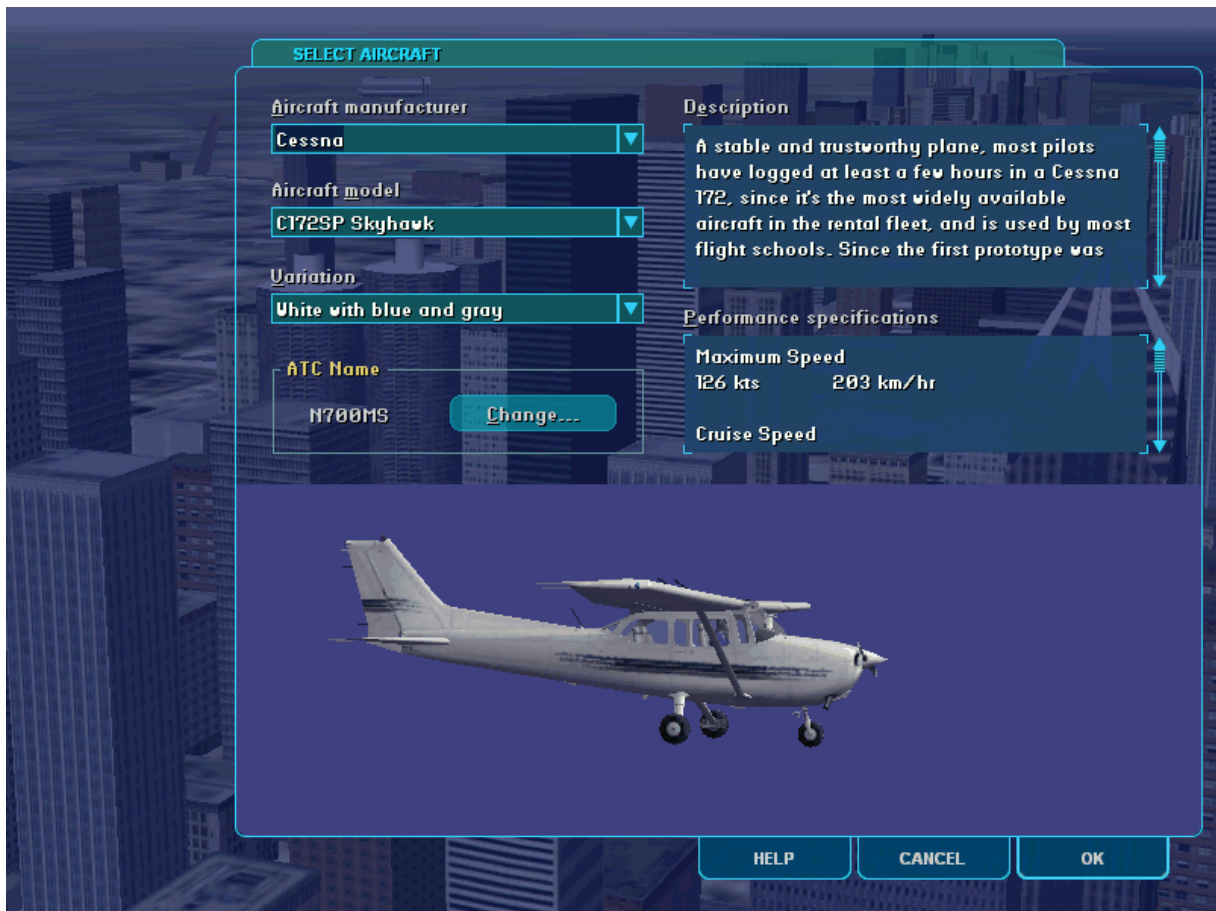 SELECT AIRCRAFT
Aircraft manufacturer
Cessna
Aircraft model
C172SP Skyhawk
Variation
White with blue and gray
ATC Name
N700MS
Change...
Description
A stable and trustworthy plane, most pilots
have logged at least a few hours in a Cessna
172, since it's the most widely available
aircraft in the rental fleet, and is used by most
flight schools. Since the first prototype was
Performance specifications
Maximum Speed
126 kts 203 km/hr
Cruise Speed
HELP
CANCEL
OK